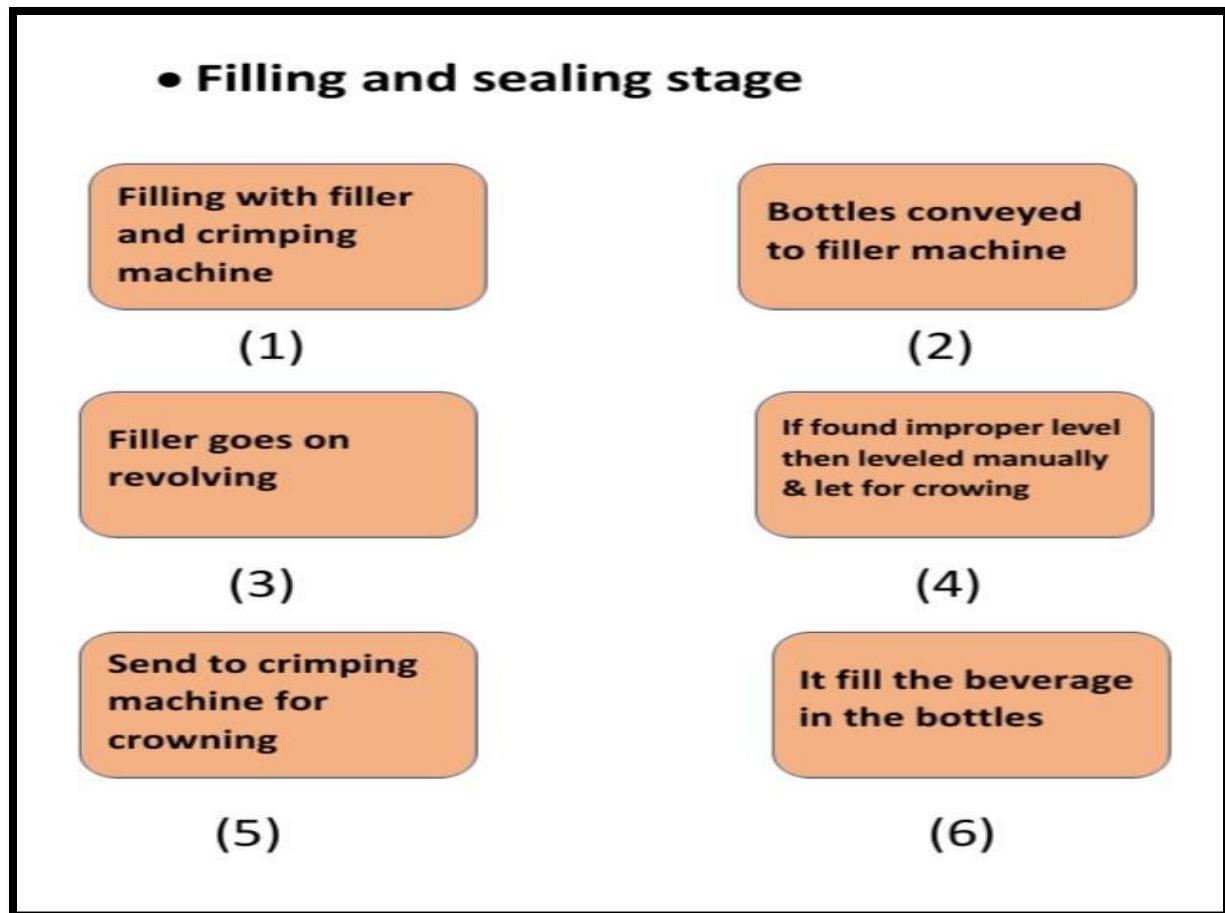 • Filling and sealing stage
Filling with filler
and crimping
machine
(1)
Bottles conveyed
to filler machine
(2)
Filler goes on
revolving
(3)
If found improper level
then leveled manually
& let for crowing
(4)
Send to crimping
machine for
crowning
(5)
It fill the beverage
in the bottles
(6)